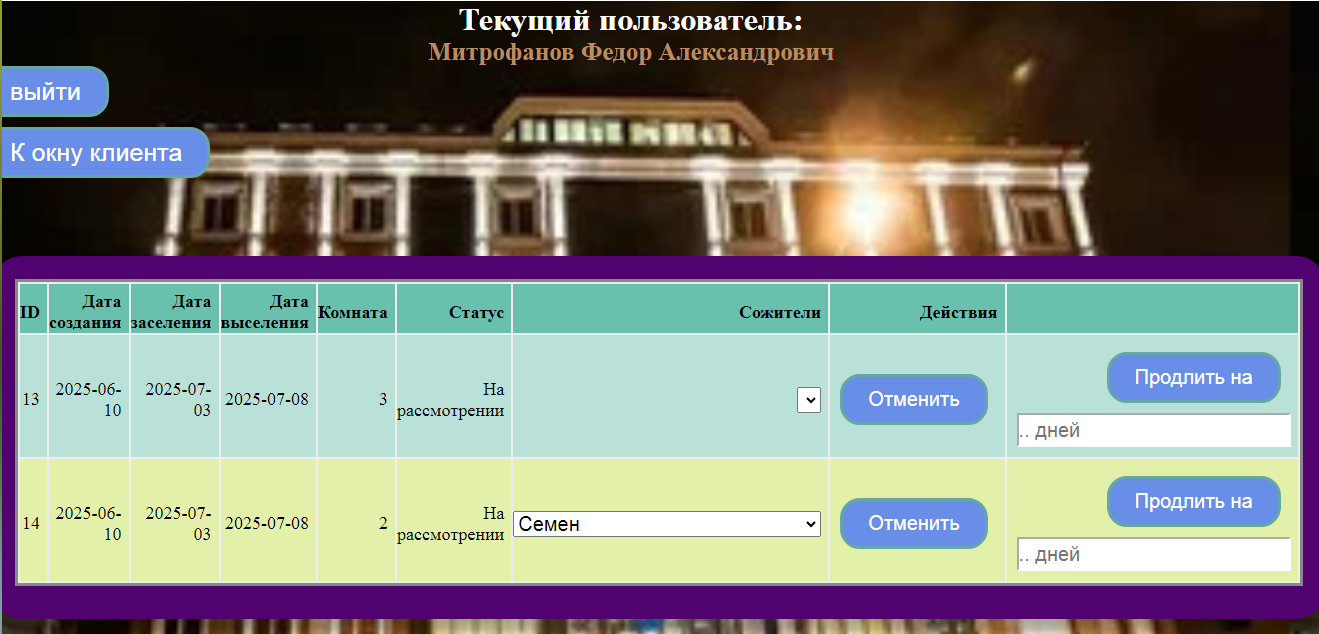 Текущий пользователь:
Митрофанов Федор Александрович
выйти
К окну клиента
ID Дата создания Дата заселения Дата выселения Комната Статус Сожители Действия
13 2025-06-10 2025-07-03 2025-07-08 3 На рассмотрении Отменить Продлить на
.. дней
14 2025-06-10 2025-07-03 2025-07-08 2 На рассмотрении Семен Отменить Продлить на
.. дней